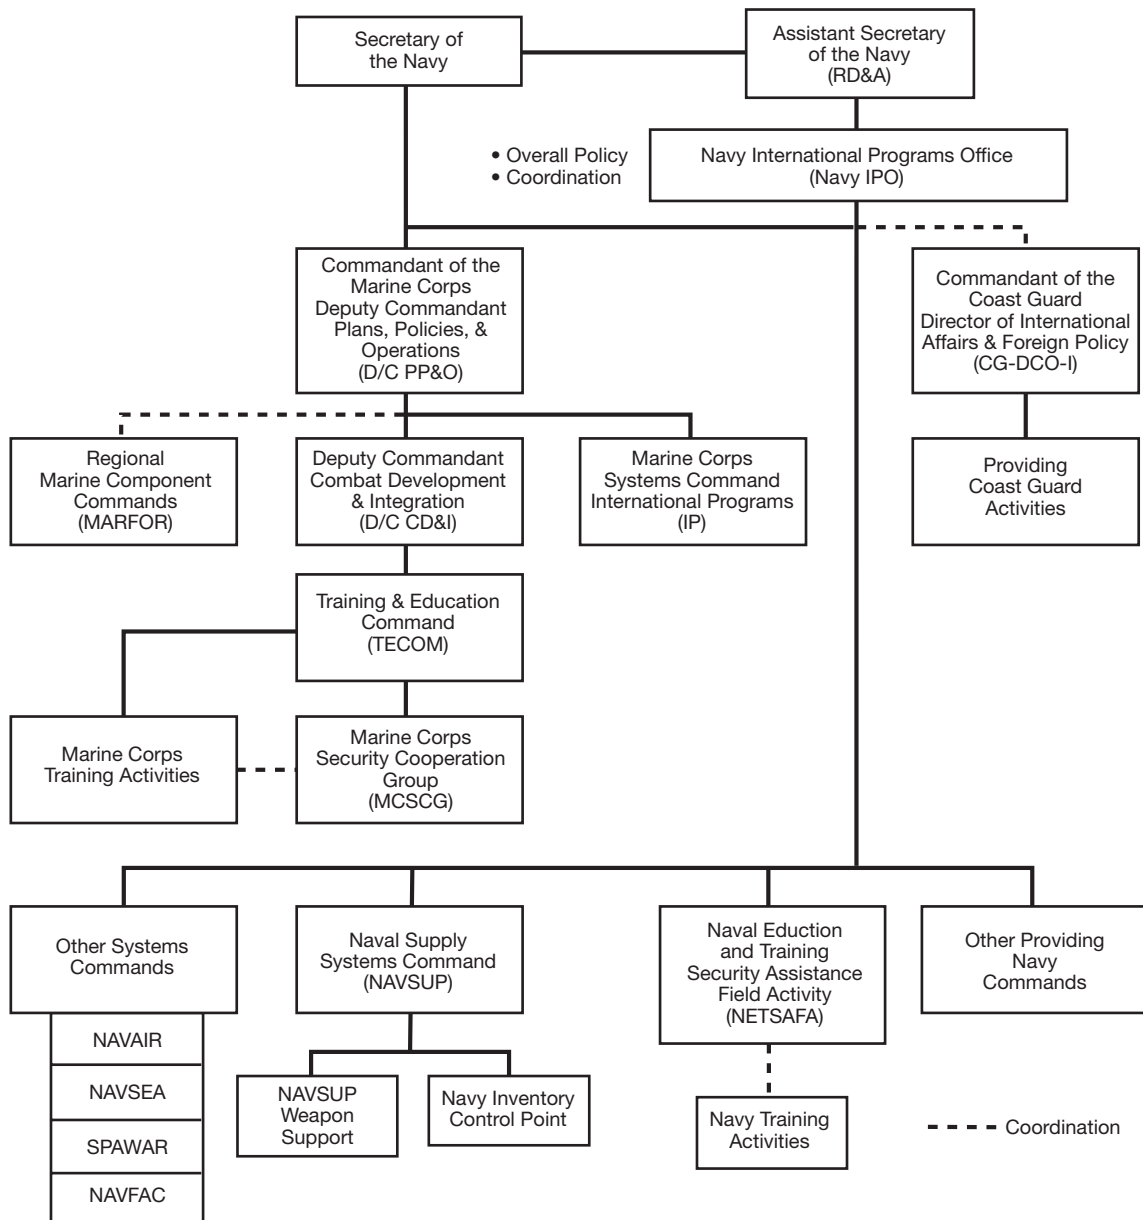 Secretary of
the Navy
Assistant Secretary
of the Navy
(RD&A)
• Overall Policy
• Coordination
Navy International Programs Office
(Navy IPO)
Commandant of the
Marine Corps
Deputy Commandant
Plans, Policies, &
Operations
(D/C PP&O)
Commandant of the
Coast Guard
Director of International
Affairs & Foreign Policy
(CG-DCO-I)
Regional
Marine Component
Commands
(MARFOR)
Deputy Commandant
Combat Development
& Integration
(D/C CD&I)
Marine Corps
Systems Command
International Programs
(IP)
Providing
Coast Guard
Activities
Training & Education
Command
(TECOM)
Marine Corps
Training Activities
Marine Corps
Security Cooperation
Group
(MCSCG)
Other Systems
Commands
Naval Supply
Systems Command
(NAVSUP)
Naval Eduction
and Training
Security Assistance
Field Activity
(NETSAFA)
Other Providing
Navy
Commands
NAVAIR
NAVSEA
SPAWAR
NAVFAC
NAVSUP
Weapon
Support
Navy Inventory
Control Point
Navy Training
Activities
Coordination